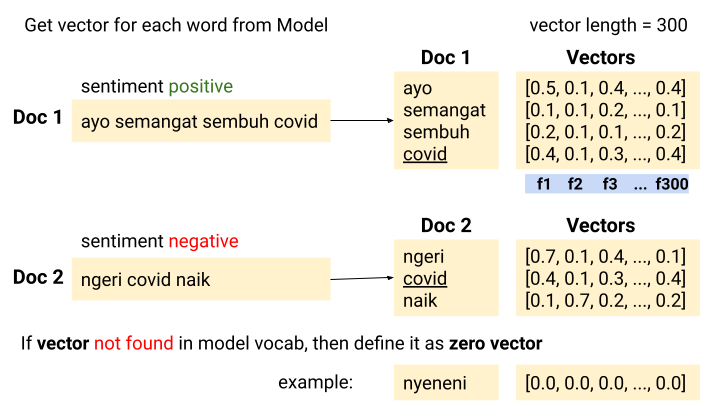 Get vector for each word from Model
vector length = 300
Doc 1
Vectors
sentiment positive
Doc 1
ayo semangat sembuh covid
ayo
[0.5, 0.1, 0.4, ..., 0.4]
semangat
[0.1, 0.1, 0.2, ..., 0.1]
sembuh
[0.2, 0.1, 0.1, ..., 0.2]
covid
[0.4, 0.1, 0.3, ..., 0.4]
f1 f2 f3 ... f300
Doc 2
Vectors
sentiment negative
Doc 2
ngeri covid naik
ngeri
[0.7, 0.1, 0.4, ..., 0.1]
covid
[0.4, 0.1, 0.3, ..., 0.4]
naik
[0.1, 0.7, 0.2, ..., 0.2]
If vector not found in model vocab, then define it as zero vector
example:
nyeneni
[0.0, 0.0, 0.0, ..., 0.0]